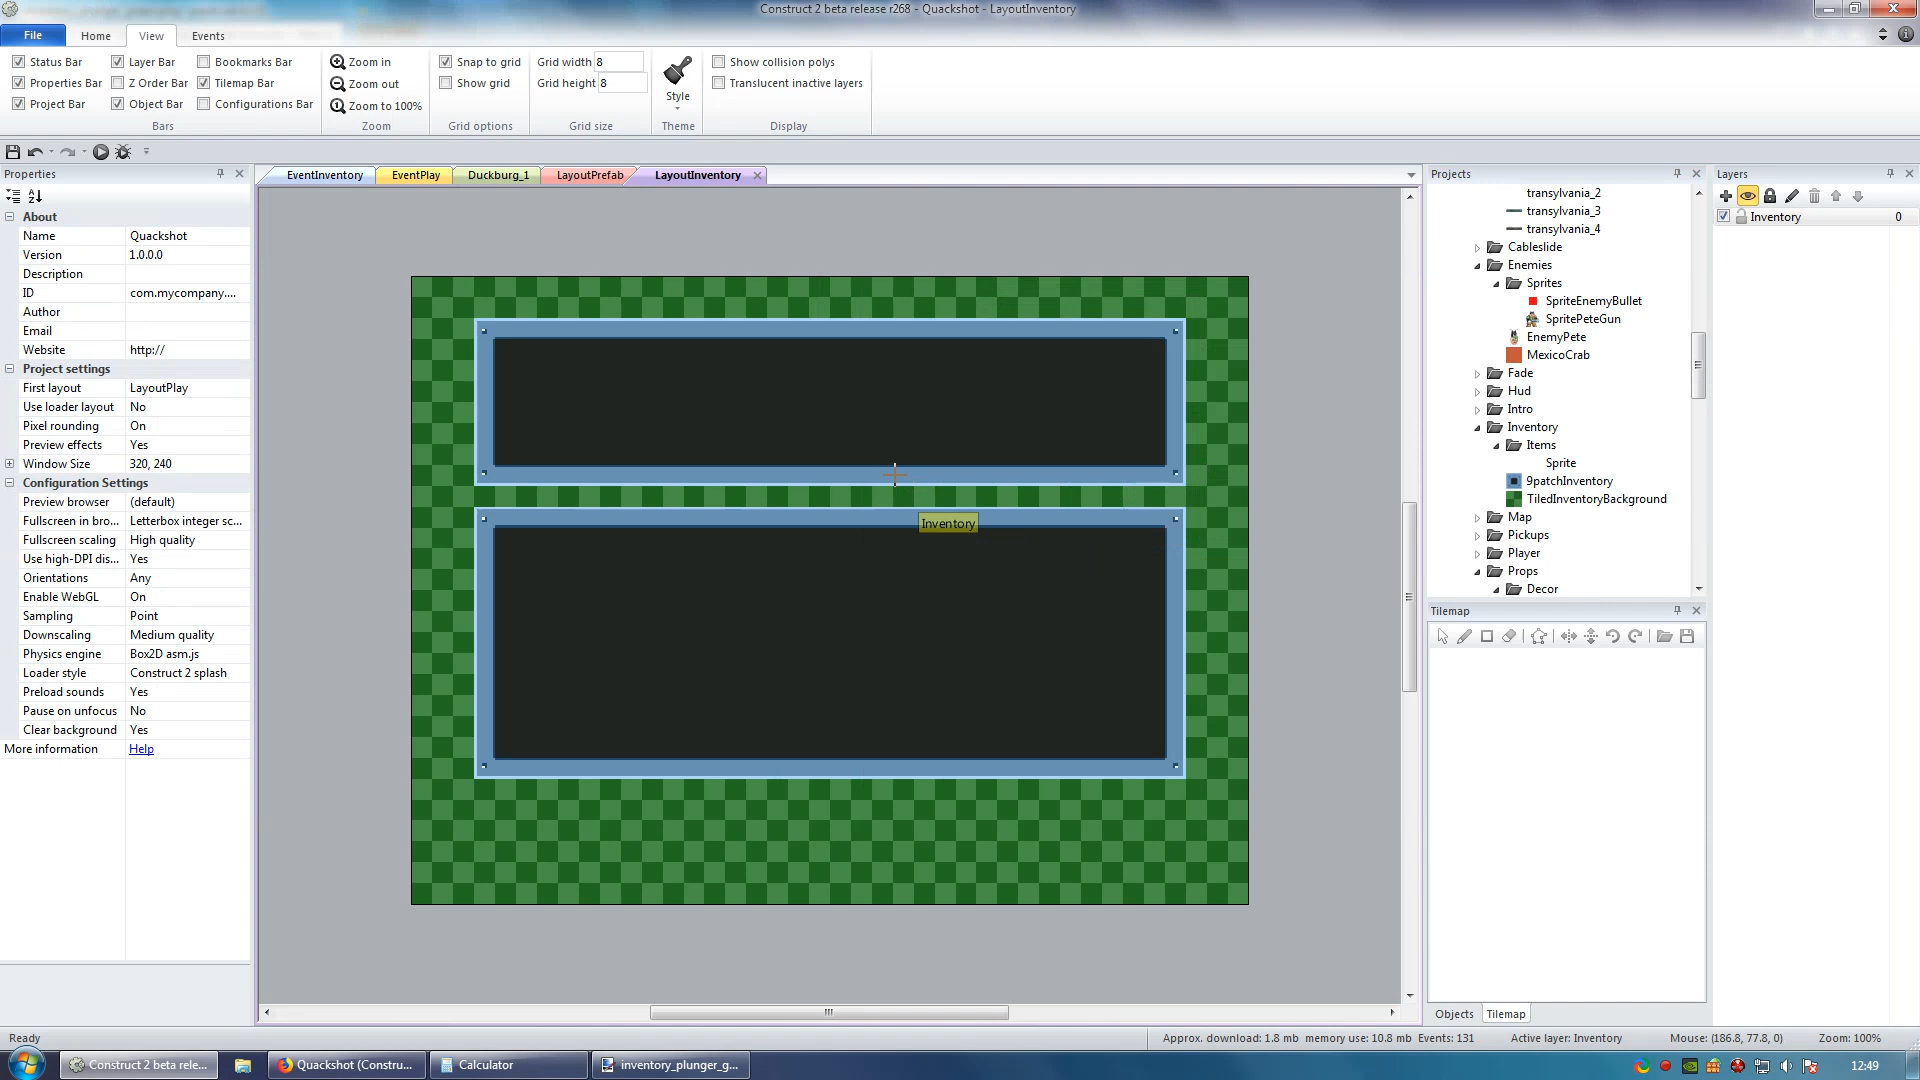 Construct 2 beta release r268 - Quackshot - LayoutInventory
File Home View Events
Status Bar Layer Bar Bookmarks Bar Zoom in Snap to grid Grid width 8 Show collision polys
Properties Bar Z Order Bar Tilemap Bar Zoom out Show grid Grid height 8 Style Translucent inactive layers
Project Bar Object Bar Configurations Bar Zoom to 100%
Bars Zoom Grid options Grid size Theme Display
Properties EventInventory EventPlay Duckburg_1 LayoutPrefab LayoutInventory Projects Layers
About
Name Quackshot
Version 1.0.0.0
Description
ID com.mycompany....
Author
Email
Website http://
Project settings
First layout LayoutPlay
Use loader layout No
Pixel rounding On
Preview effects Yes
Window Size 320, 240
Configuration Settings
Preview browser (default)
Fullscreen in bro... Letterbox integer sc...
Fullscreen scaling High quality
Use high-DPI dis... Yes
Orientations Any
Enable WebGL On
Sampling Point
Downscaling Medium quality
Physics engine Box2D asm.js
Loader style Construct 2 splash
Preload sounds Yes
Pause on unfocus No
Clear background Yes
More information Help
Inventory
transylvania_2
transylvania_3
transylvania_4
Cableslide
Enemies
Sprites
SpriteEnemyBullet
SpritePeteGun
EnemyPete
MexicoCrab
Fade
Hud
Intro
Inventory
Items
Sprite
9patchInventory
TiledInventoryBackground
Map
Pickups
Player
Props
Decor
Inventory 0
Tilemap
Objects Tilemap
Ready Approx. download: 1.8 mb memory use: 10.8 mb Events: 131 Active layer: Inventory Mouse: (186.8, 77.8, 0) Zoom: 100%
Construct 2 beta rele... Quackshot (Constru... Calculator inventory_plunger_g... 12:49